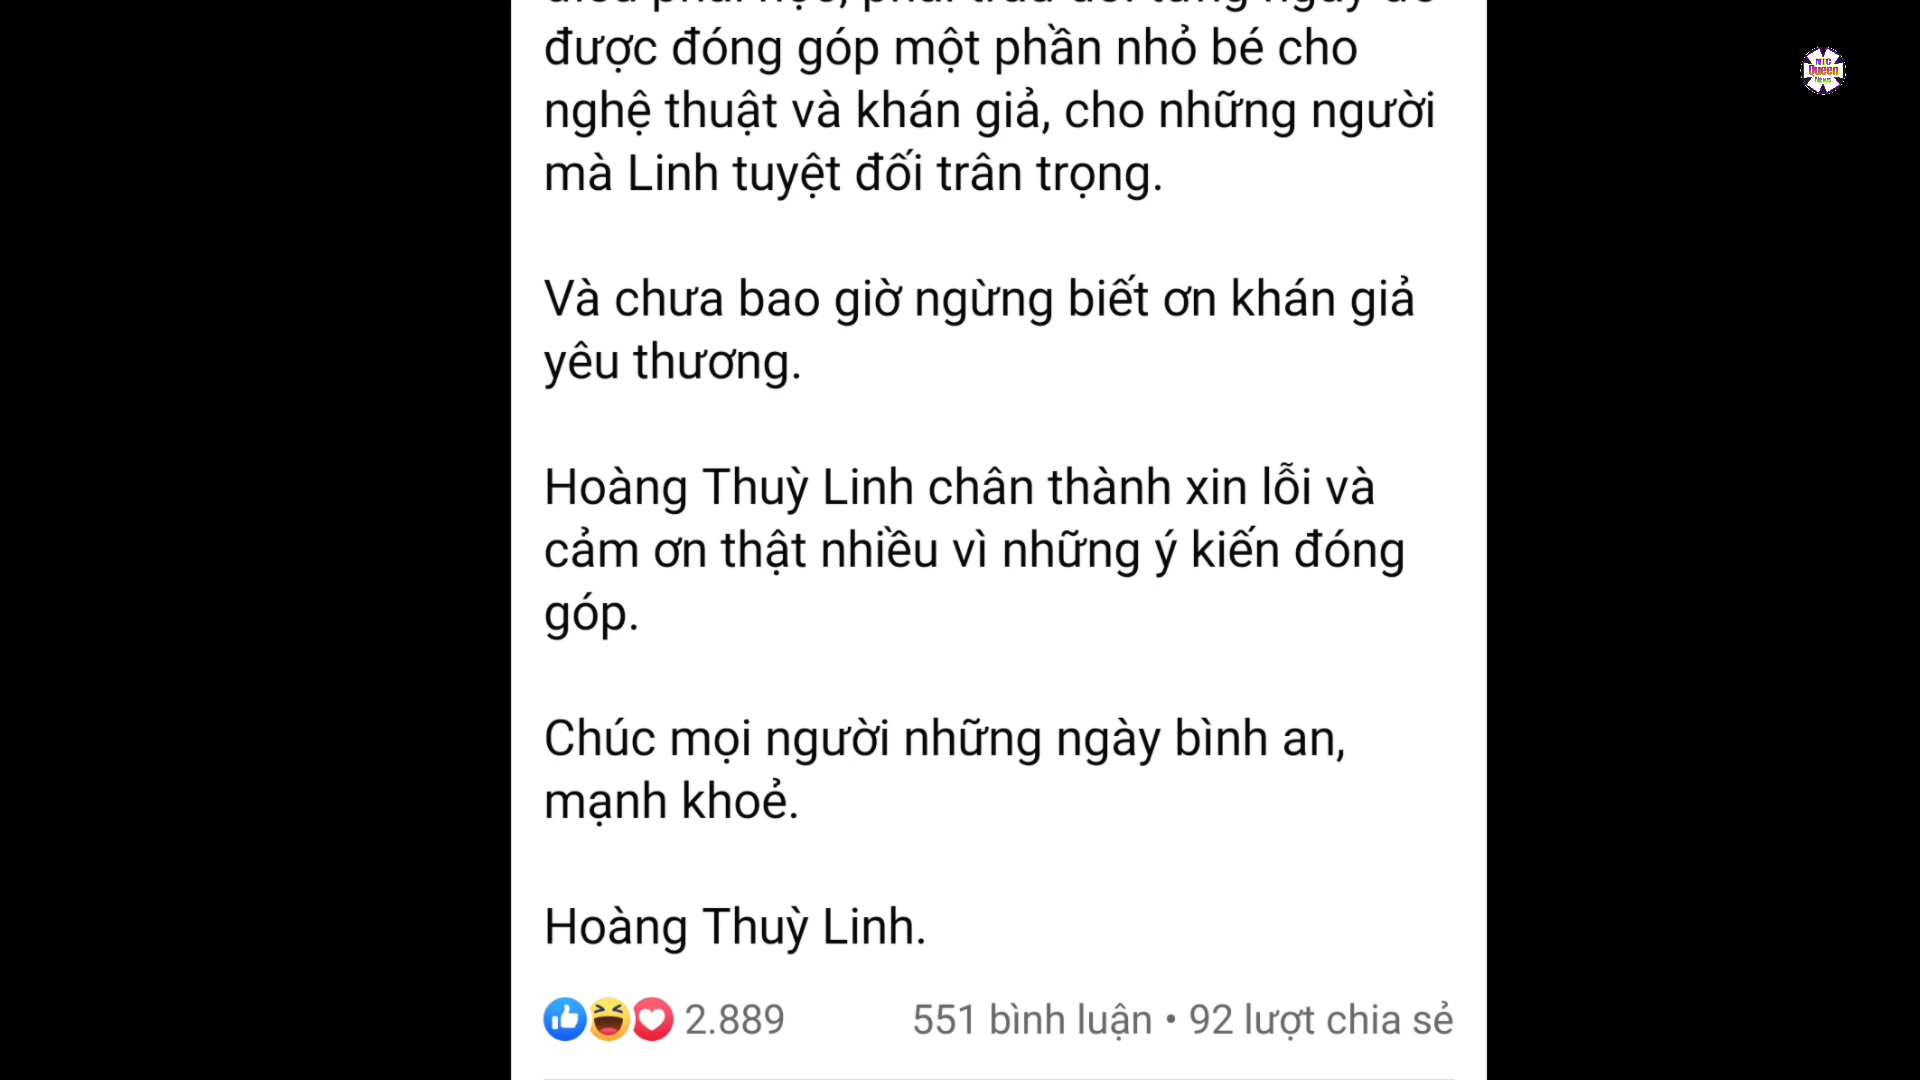 được đóng góp một phần nhỏ bé cho
nghệ thuật và khán giả, cho những người
mà Linh tuyệt đối trân trọng.
Và chưa bao giờ ngừng biết ơn khán giả
yêu thương.
Hoàng Thuỳ Linh chân thành xin lỗi và
cảm ơn thật nhiều vì những ý kiến đóng
góp.
Chúc mọi người những ngày bình an,
mạnh khoẻ.
Hoàng Thuỳ Linh.
2.889 551 bình luận • 92 lượt chia sẻ
NTC
Queen
News